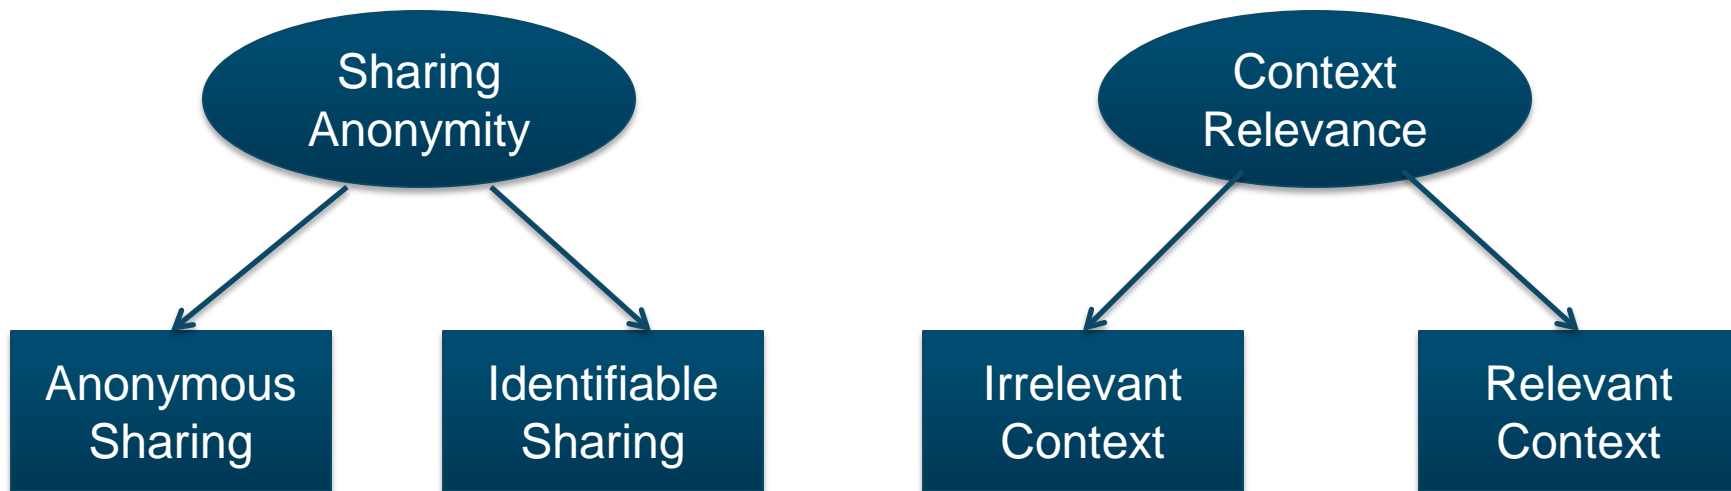 Sharing
Anonymity
Context
Relevance
Anonymous
Sharing
Identifiable
Sharing
Irrelevant
Context
Relevant
Context